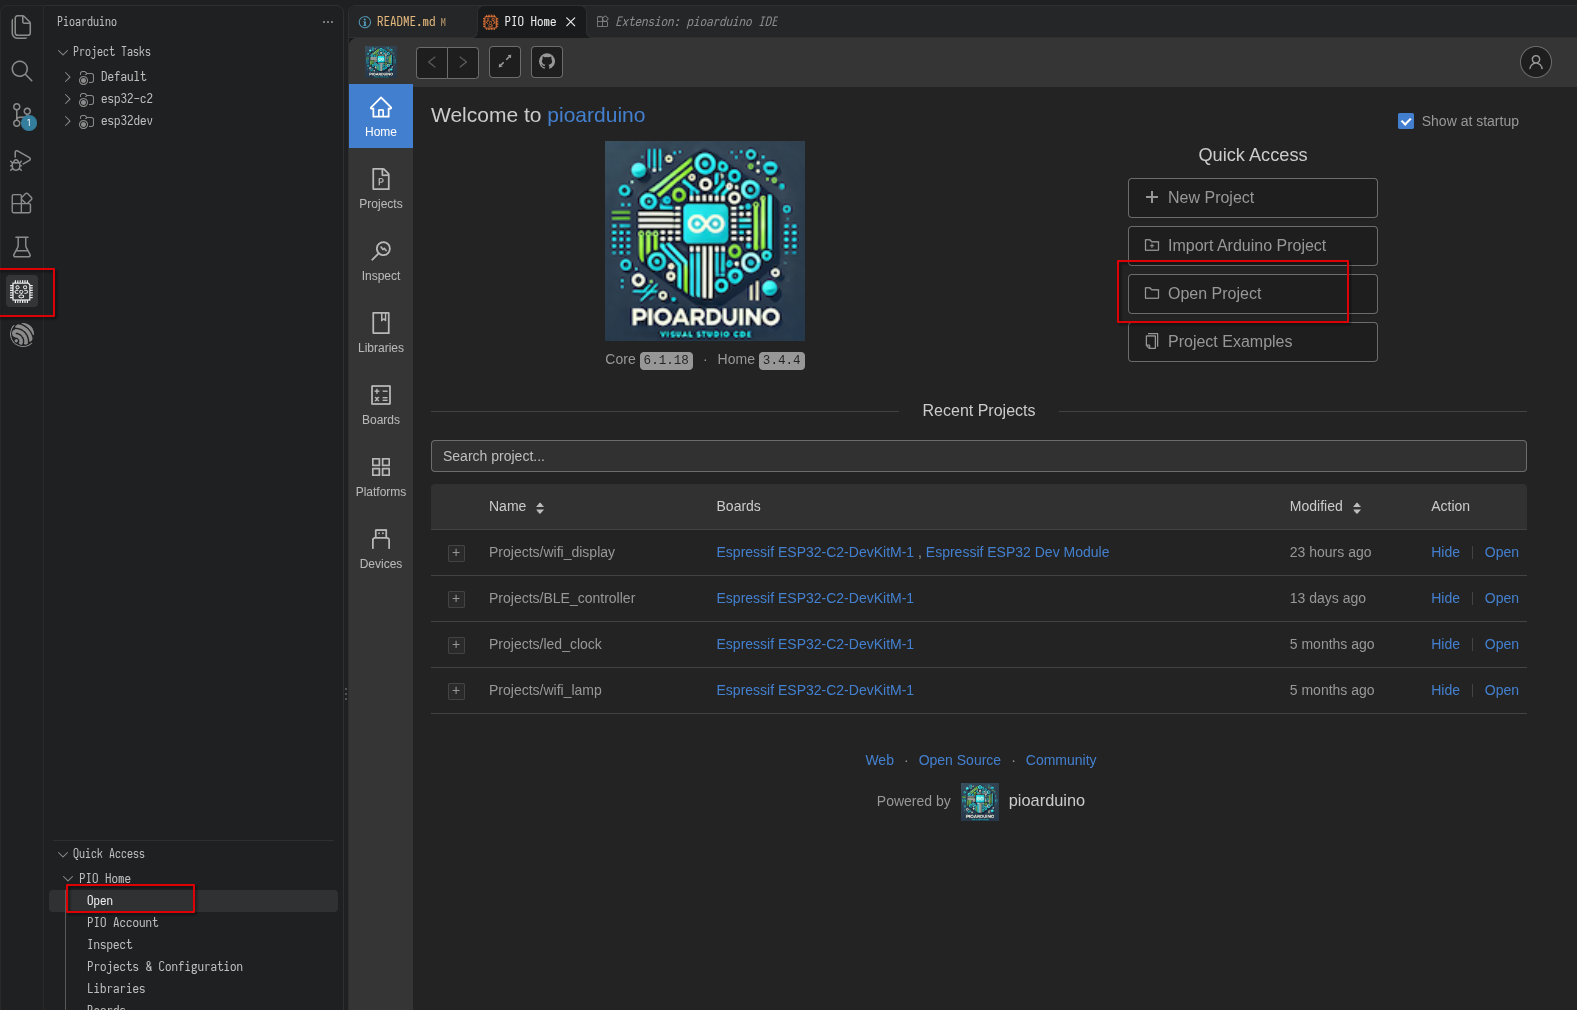 Pioarduino
Project Tasks
Default
esp32-c2
esp32dev
1
Quick Access
PIO Home
Open
PIO Account
Inspect
Projects & Configuration
Libraries
Boards
README.md M
PIO Home
Extension: pioarduino IDE
PIOARDUINO
Home
Projects
Inspect
Libraries
Boards
Platforms
Devices
Welcome to pioarduino
Show at startup
PIOARDUINO
VISUAL STUDIO CDE
Core 6.1.18 · Home 3.4.4
Quick Access
New Project
Import Arduino Project
Open Project
Project Examples
Recent Projects
Search project...
Name Boards Modified Action
Projects/wifi_display Espressif ESP32-C2-DevKitM-1 , Espressif ESP32 Dev Module 23 hours ago Hide Open
Projects/BLE_controller Espressif ESP32-C2-DevKitM-1 13 days ago Hide Open
Projects/led_clock Espressif ESP32-C2-DevKitM-1 5 months ago Hide Open
Projects/wifi_lamp Espressif ESP32-C2-DevKitM-1 5 months ago Hide Open
Web · Open Source · Community
Powered by PIOARDUINO pioarduino